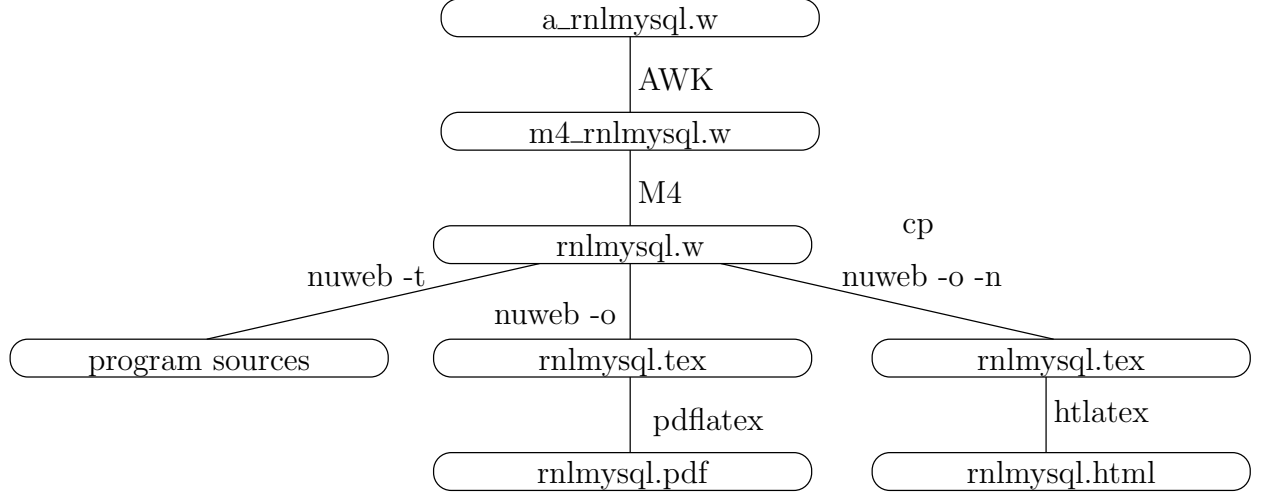 a_rnlmysql.w
AWK
m4_rnlmysql.w
M4
cp
rnlmysql.w
nuweb -t
nuweb -o -n
nuweb -o
program sources
rnlmysql.tex
rnlmysql.tex
pdflatex
htlatex
rnlmysql.pdf
rnlmysql.html